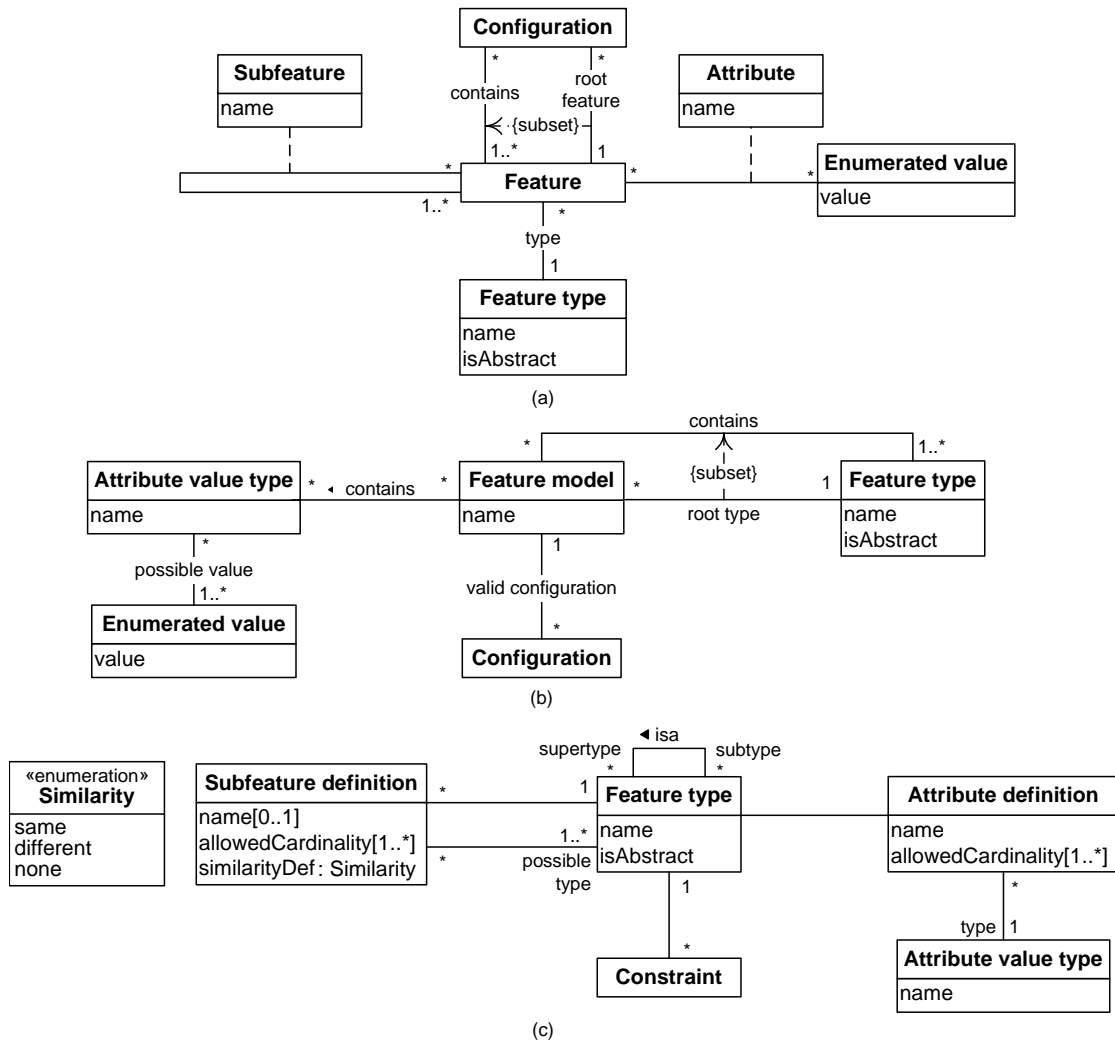 Configuration
* *
Subfeature
name
contains
root
feature
Attribute
name
{subset}
1..* 1
* Feature * * Enumerated value
value
1..* *
type
1
Feature type
name
isAbstract
(a)
contains
* 1..*
Attribute value type * contains * Feature model * {subset} 1 Feature type
name
name
root type
name
isAbstract
* 1
possible value
valid configuration
1..*
Enumerated value
value
*
Configuration
(b)
isa
supertype subtype
* *
«enumeration»
Similarity
same
different
none
Subfeature definition * 1 Feature type Attribute definition
name[0..1]
allowedCardinality[1..*]
similarityDef: Similarity
* 1..*
possible
type
name
isAbstract
name
allowedCardinality[1..*]
1 *
type 1
* Attribute value type
Constraint
name
(c)